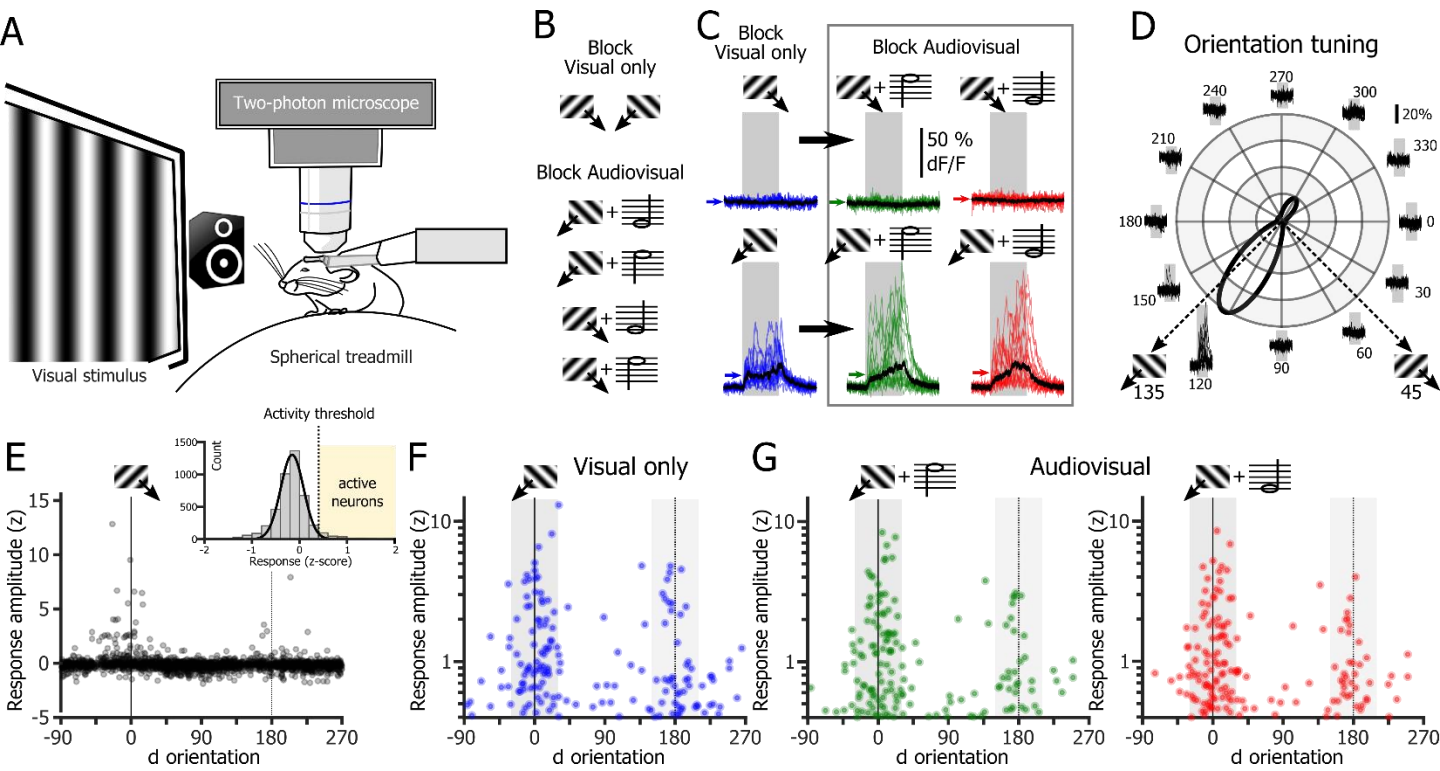 A
Two-photon microscope
Visual stimulus
Spherical treadmill
B
Block
Visual only
Block Audiovisual
+
+
+
+
C
Block
Visual only
Block Audiovisual
+
+
50 %
dF/F
+
+
D
Orientation tuning
270
240
300
20%
210
330
180
0
150
30
120
90
60
135
45
E
Activity threshold
Count
1500
1000
500
0
active
neurons
-2
-1
0
1
2
Response (z-score)
Response amplitude (z)
15
10
5
0
-5
-90
0
90
180
270
d orientation
F
Visual only
Response amplitude (z)
10
1
-90
0
90
180
270
d orientation
G
Audiovisual
+
+
Response amplitude (z)
10
1
-90
0
90
180
270
d orientation
Response amplitude (z)
10
1
-90
0
90
180
270
d orientation